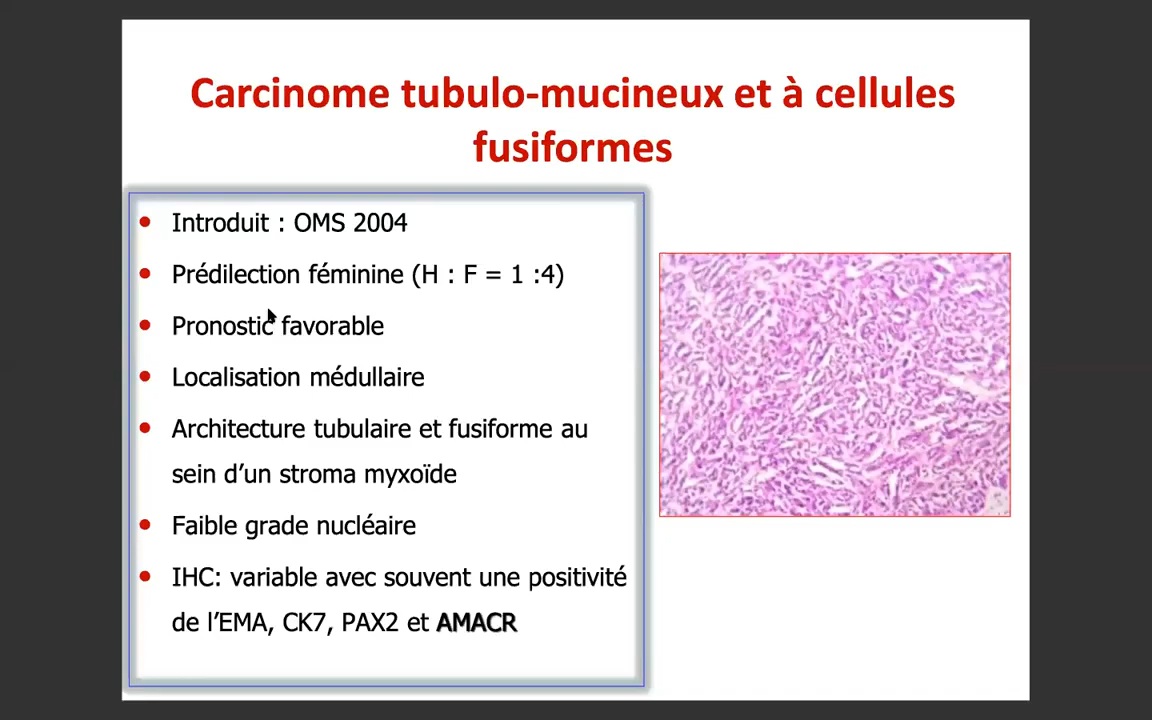 Carcinome tubulo-mucineux et à cellules
fusiformes
• Introduit : OMS 2004
• Prédilection féminine (H : F = 1 :4)
• Pronostic favorable
• Localisation médullaire
• Architecture tubulaire et fusiforme au
sein d’un stroma myxoïde
• Faible grade nucléaire
• IHC: variable avec souvent une positivité
de l’EMA, CK7, PAX2 et AMACR